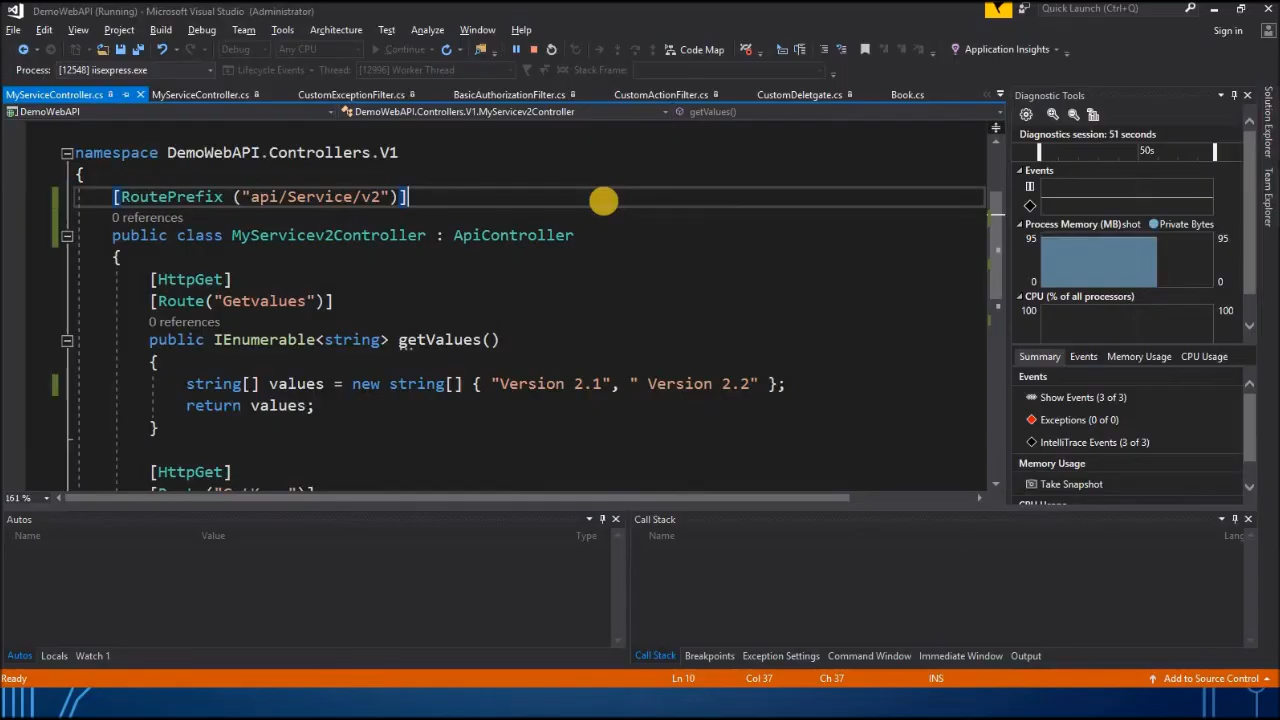 DemoWebAPI (Running) - Microsoft Visual Studio (Administrator)
Quick Launch (Ctrl+Q)
File Edit View Project Build Debug Team Tools Architecture Test Analyze Window Help
Sign in
Debug Any CPU Continue Code Map Application Insights
Process: [12548] iisexpress.exe Lifecycle Events Thread: [12996] Worker Thread Stack Frame:
MyServiceController.cs MyServiceController.cs CustomExceptionFilter.cs BasicAuthorizationFilter.cs CustomActionFilter.cs CustomDeletgate.cs Book.cs
DemoWebAPI DemoWebAPI.Controllers.V1.MyServicev2Controller getValues()
namespace DemoWebAPI.Controllers.V1
{
[RoutePrefix ("api/Service/v2")]
0 references
public class MyServicev2Controller : ApiController
{
[HttpGet]
[Route("Getvalues")]
0 references
public IEnumerable<string> getValues()
{
string[] values = new string[] { "Version 2.1", " Version 2.2" };
return values;
}
[HttpGet]
161 %
Diagnostic Tools
Diagnostics session: 51 seconds
50s
Events
Process Memory (MB)shot Private Bytes
95 95
0 0
CPU (% of all processors)
100 100
Summary Events Memory Usage CPU Usage
Events
Show Events (3 of 3)
Exceptions (0 of 0)
IntelliTrace Events (3 of 3)
Memory Usage
Take Snapshot
Solution Explorer
Team Explorer
Autos
Name Value Type
Call Stack
Name Lang
Autos Locals Watch 1
Call Stack Breakpoints Exception Settings Command Window Immediate Window Output
Ready Ln 10 Col 37 Ch 37 INS Add to Source Control